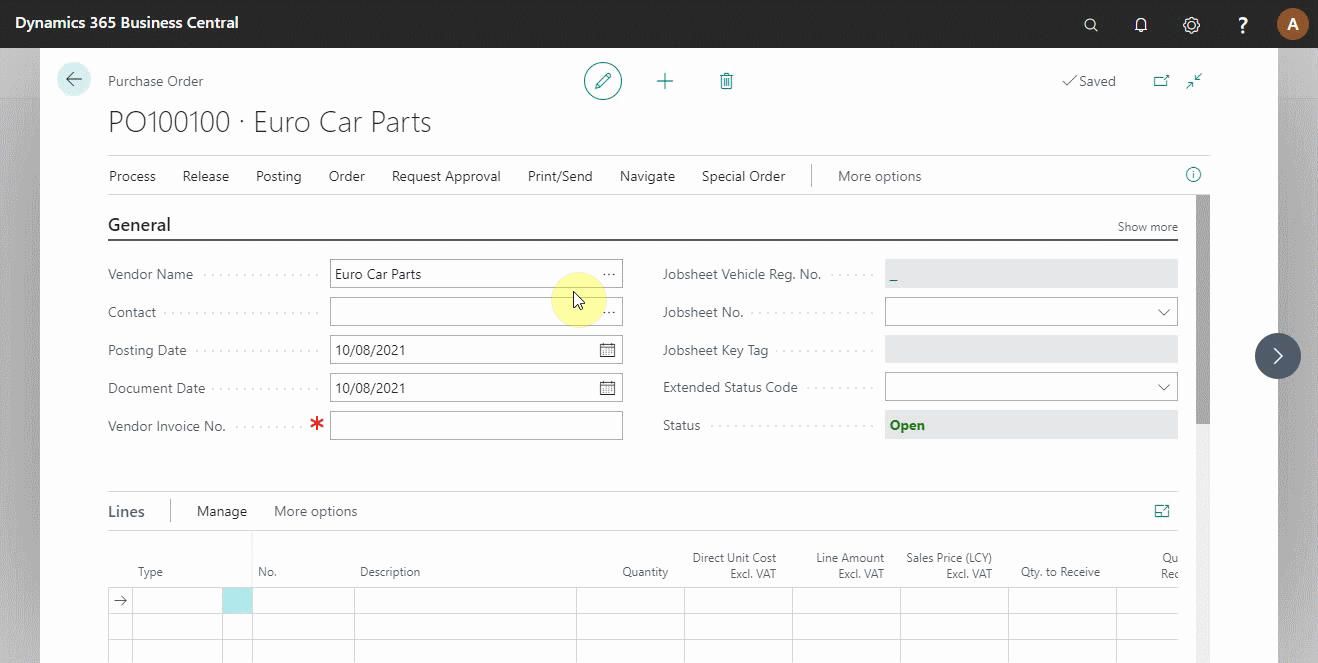 Dynamics 365 Business Central
?
A
Purchase Order
Saved
PO100100 · Euro Car Parts
Process Release Posting Order Request Approval Print/Send Navigate Special Order More options
General
Show more
Vendor Name Euro Car Parts ...
Jobsheet Vehicle Reg. No. _
Contact ...
Jobsheet No.
Posting Date 10/08/2021
Jobsheet Key Tag
Document Date 10/08/2021
Extended Status Code
Vendor Invoice No. *
Status Open
Lines Manage More options
Type No. Description Quantity
Direct Unit Cost
Excl. VAT
Line Amount
Excl. VAT
Sales Price (LCY)
Excl. VAT
Qty. to Receive
Qu
Rec